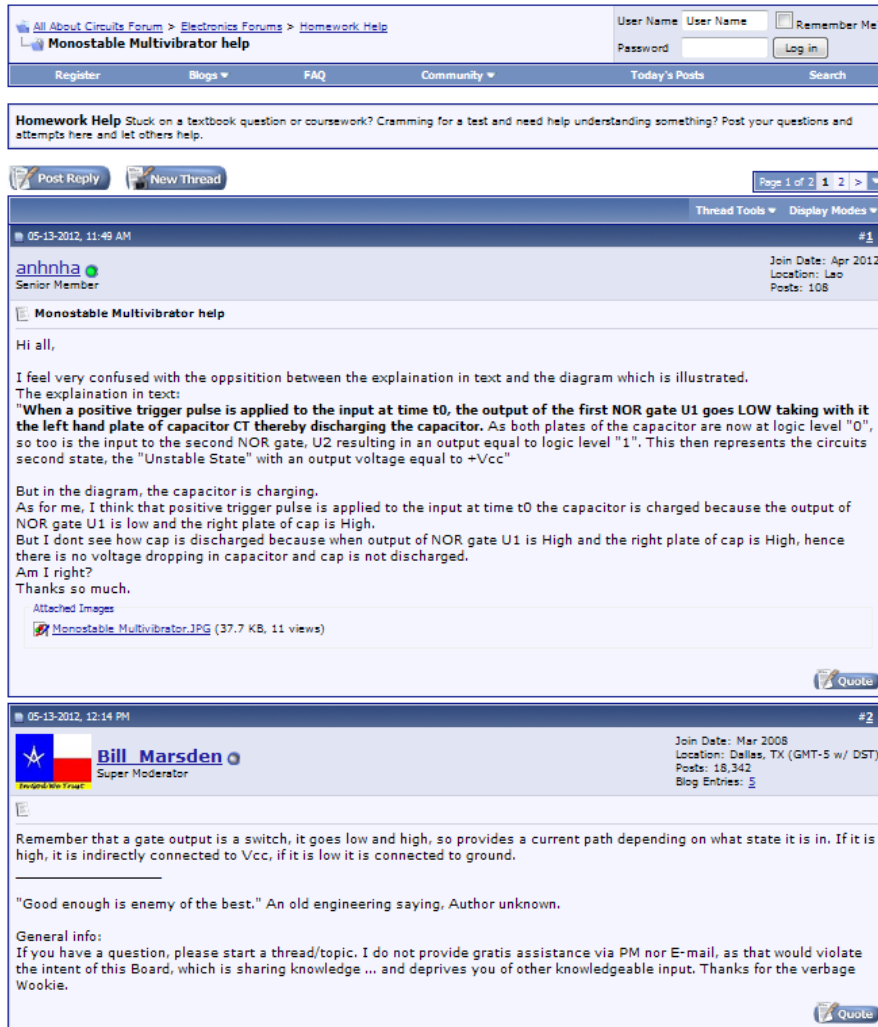 All About Circuits Forum > Electronics Forums > Homework Help
Monostable Multivibrator help
User Name User Name Remember Me
Password Log in
Register Blogs FAQ Community Today's Posts Search
Homework Help Stuck on a textbook question or coursework? Cramming for a test and need help understanding something? Post your questions and
attempts here and let others help.
Post Reply New Thread
Page 1 of 2 1 2 >
Thread Tools Display Modes
05-13-2012, 11:49 AM #1
anhnha
Senior Member
Join Date: Apr 2012
Location: Lao
Posts: 108
Monostable Multivibrator help
Hi all,
I feel very confused with the oppsitition between the explaination in text and the diagram which is illustrated.
The explaination in text:
"When a positive trigger pulse is applied to the input at time t0, the output of the first NOR gate U1 goes LOW taking with it
the left hand plate of capacitor CT thereby discharging the capacitor. As both plates of the capacitor are now at logic level "0",
so too is the input to the second NOR gate, U2 resulting in an output equal to logic level "1". This then represents the circuits
second state, the "Unstable State" with an output voltage equal to +Vcc"
But in the diagram, the capacitor is charging.
As for me, I think that positive trigger pulse is applied to the input at time t0 the capacitor is charged because the output of
NOR gate U1 is low and the right plate of cap is High.
But I dont see how cap is discharged because when output of NOR gate U1 is High and the right plate of cap is High, hence
there is no voltage dropping in capacitor and cap is not discharged.
Am I right?
Thanks so much.
Attached Images
Monostable Multivibrator.JPG (37.7 KB, 11 views)
Quote
05-13-2012, 12:14 PM #2
Bill_Marsden
Super Moderator
Join Date: Mar 2008
Location: Dallas, TX (GMT-5 w/ DST)
Posts: 18,342
Blog Entries: 5
Remember that a gate output is a switch, it goes low and high, so provides a current path depending on what state it is in. If it is
high, it is indirectly connected to Vcc, if it is low it is connected to ground.
"Good enough is enemy of the best." An old engineering saying, Author unknown.
General info:
If you have a question, please start a thread/topic. I do not provide gratis assistance via PM nor E-mail, as that would violate
the intent of this Board, which is sharing knowledge ... and deprives you of other knowledgeable input. Thanks for the verbage
Wookie.
Quote